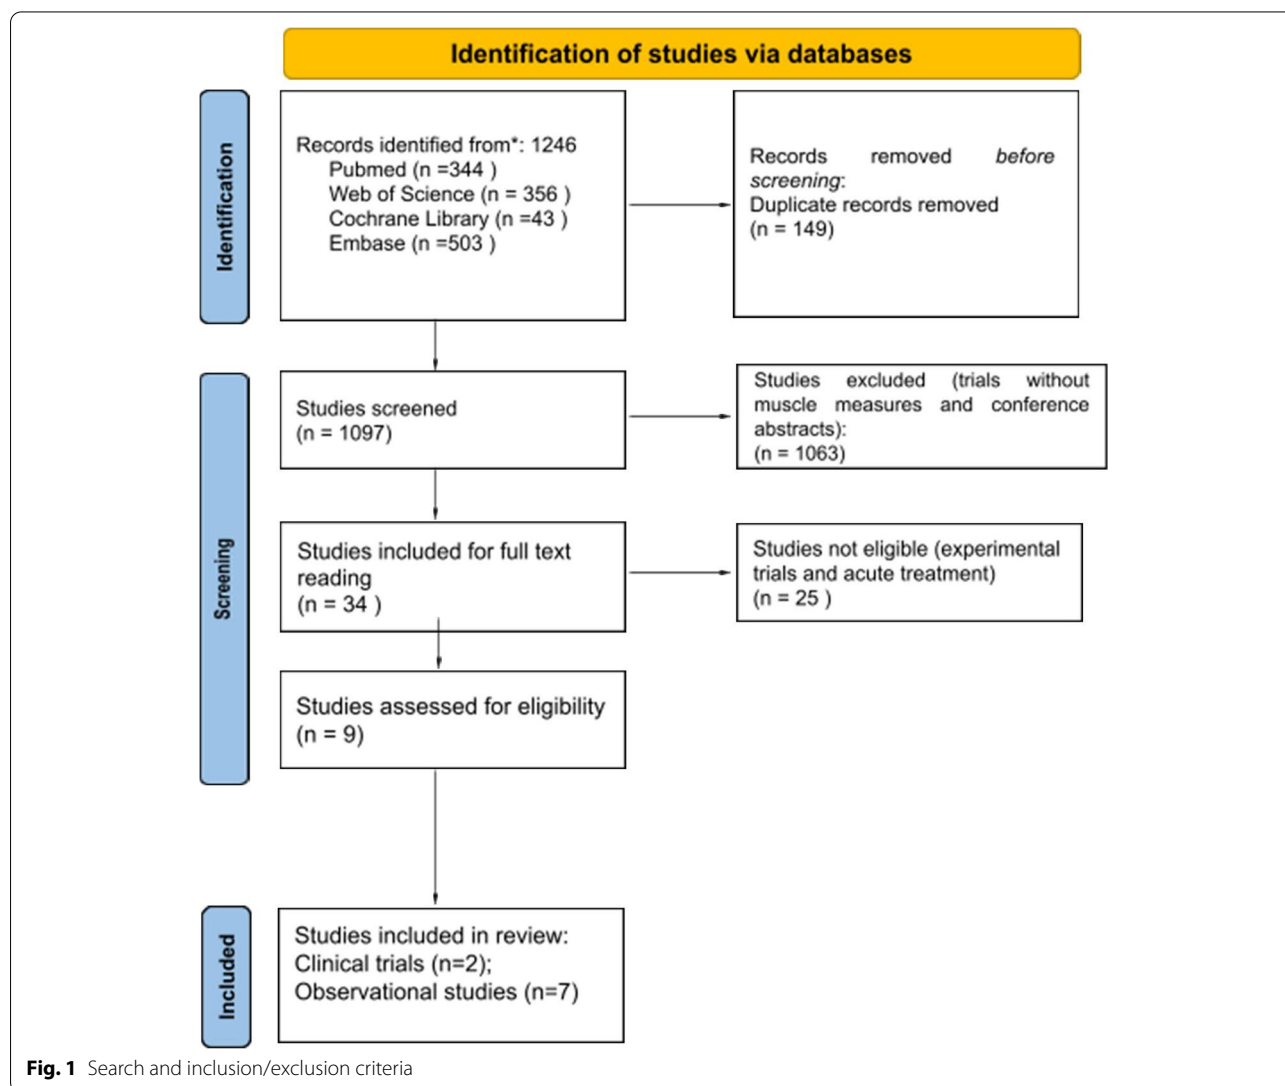 Identification of studies via databases
Identification
Records identified from*: 1246
Pubmed (n =344 )
Web of Science (n = 356 )
Cochrane Library (n =43 )
Embase (n =503 )
Records removed before
screening:
Duplicate records removed
(n = 149)
Screening
Studies screened
(n = 1097)
Studies excluded (trials without
muscle measures and conference
abstracts):
(n = 1063)
Studies included for full text
reading
(n = 34 )
Studies not eligible (experimental
trials and acute treatment)
(n = 25 )
Studies assessed for eligibility
(n = 9)
Included
Studies included in review:
Clinical trials (n=2);
Observational studies (n=7)
Fig. 1 Search and inclusion/exclusion criteria